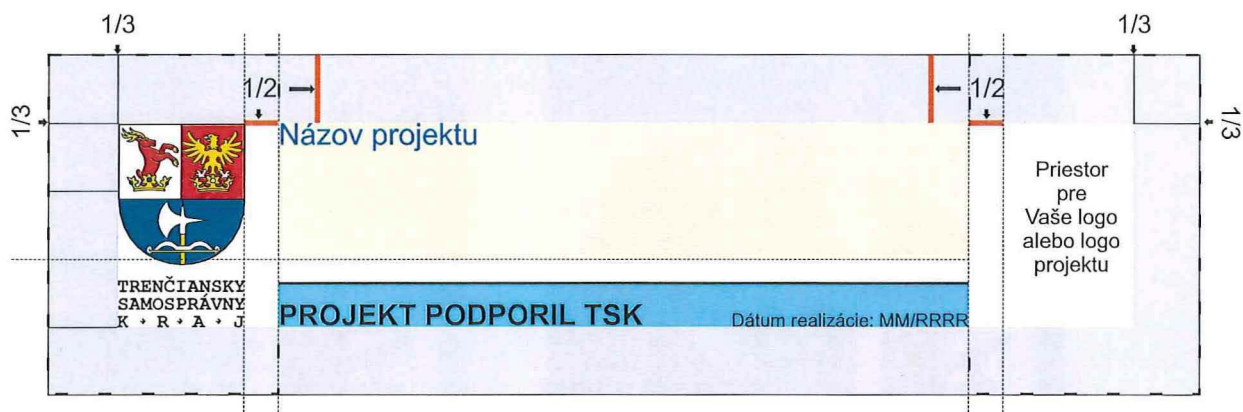 1/3
1/3
1/2
1/2
1/3
1/3
Názov projektu
Priestor
pre
Vaše logo
alebo logo
projektu
TRENČIANSKY
SAMOSPRÁVNY
K • R • A • J
PROJEKT PODPORIL TSK
Dátum realizácie: MM/RRRR